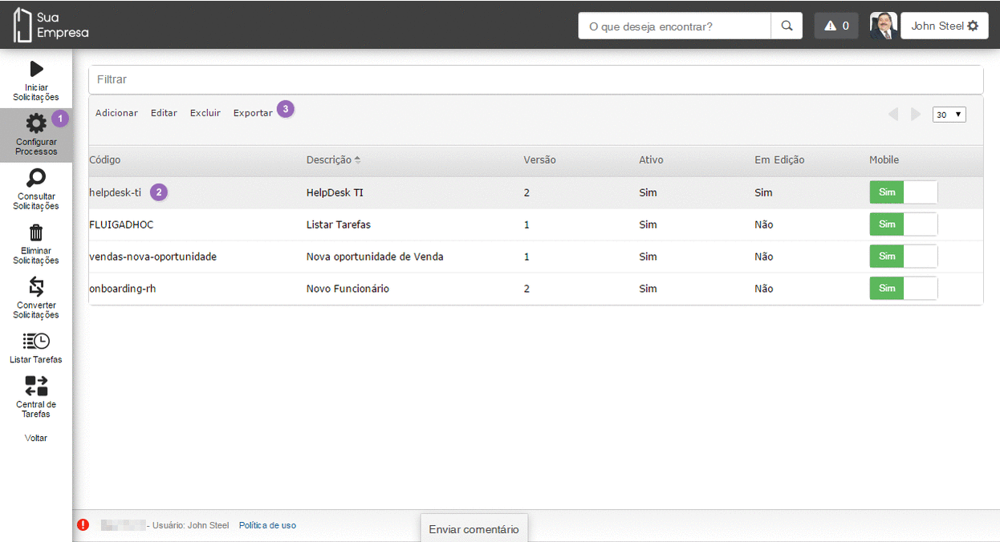 Sua
Empresa
O que deseja encontrar?
0
John Steel
Iniciar
Solicitações
1
Configurar
Processos
Consultar
Solicitações
Eliminar
Solicitações
Converter
Solicitações
Listar Tarefas
Central de
Tarefas
Voltar
Filtrar
Adicionar Editar Excluir Exportar 3
30
Código Descrição Versão Ativo Em Edição Mobile
helpdesk-ti 2 HelpDesk TI 2 Sim Sim Sim
FLUIGADHOC Listar Tarefas 1 Sim Não Sim
vendas-nova-oportunidade Nova oportunidade de Venda 1 Sim Não Sim
onboarding-rh Novo Funcionário 2 Sim Não Sim
- Usuário: John Steel Política de uso
Enviar comentário